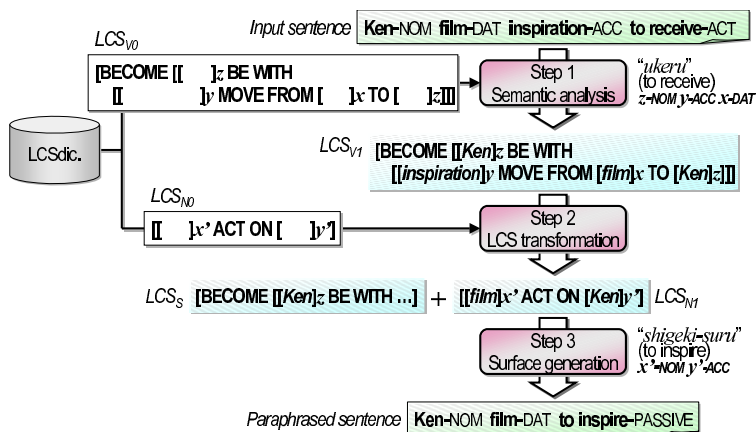 Input sentence Ken-NOM film-DAT inspiration-ACC to receive-ACT
LCS_V0
[BECOME [[ ]z BE WITH
[[ ]y MOVE FROM [ ]x TO [ ]z]]]
Step 1
Semantic analysis
"ukeru"
(to receive)
z-NOM y-ACC x-DAT
LCSdic.
LCS_V1 [BECOME [[Ken]z BE WITH
[[inspiration]y MOVE FROM [film]x TO [Ken]z]]]
LCS_N0
[[ ]x' ACT ON [ ]y']
Step 2
LCS transformation
LCS_S [BECOME [[Ken]z BE WITH …] + [[film]x' ACT ON [Ken]y'] LCS_N1
Step 3
Surface generation
"shigeki-suru"
(to inspire)
x'-NOM y'-ACC
Paraphrased sentence Ken-NOM film-DAT to inspire-PASSIVE